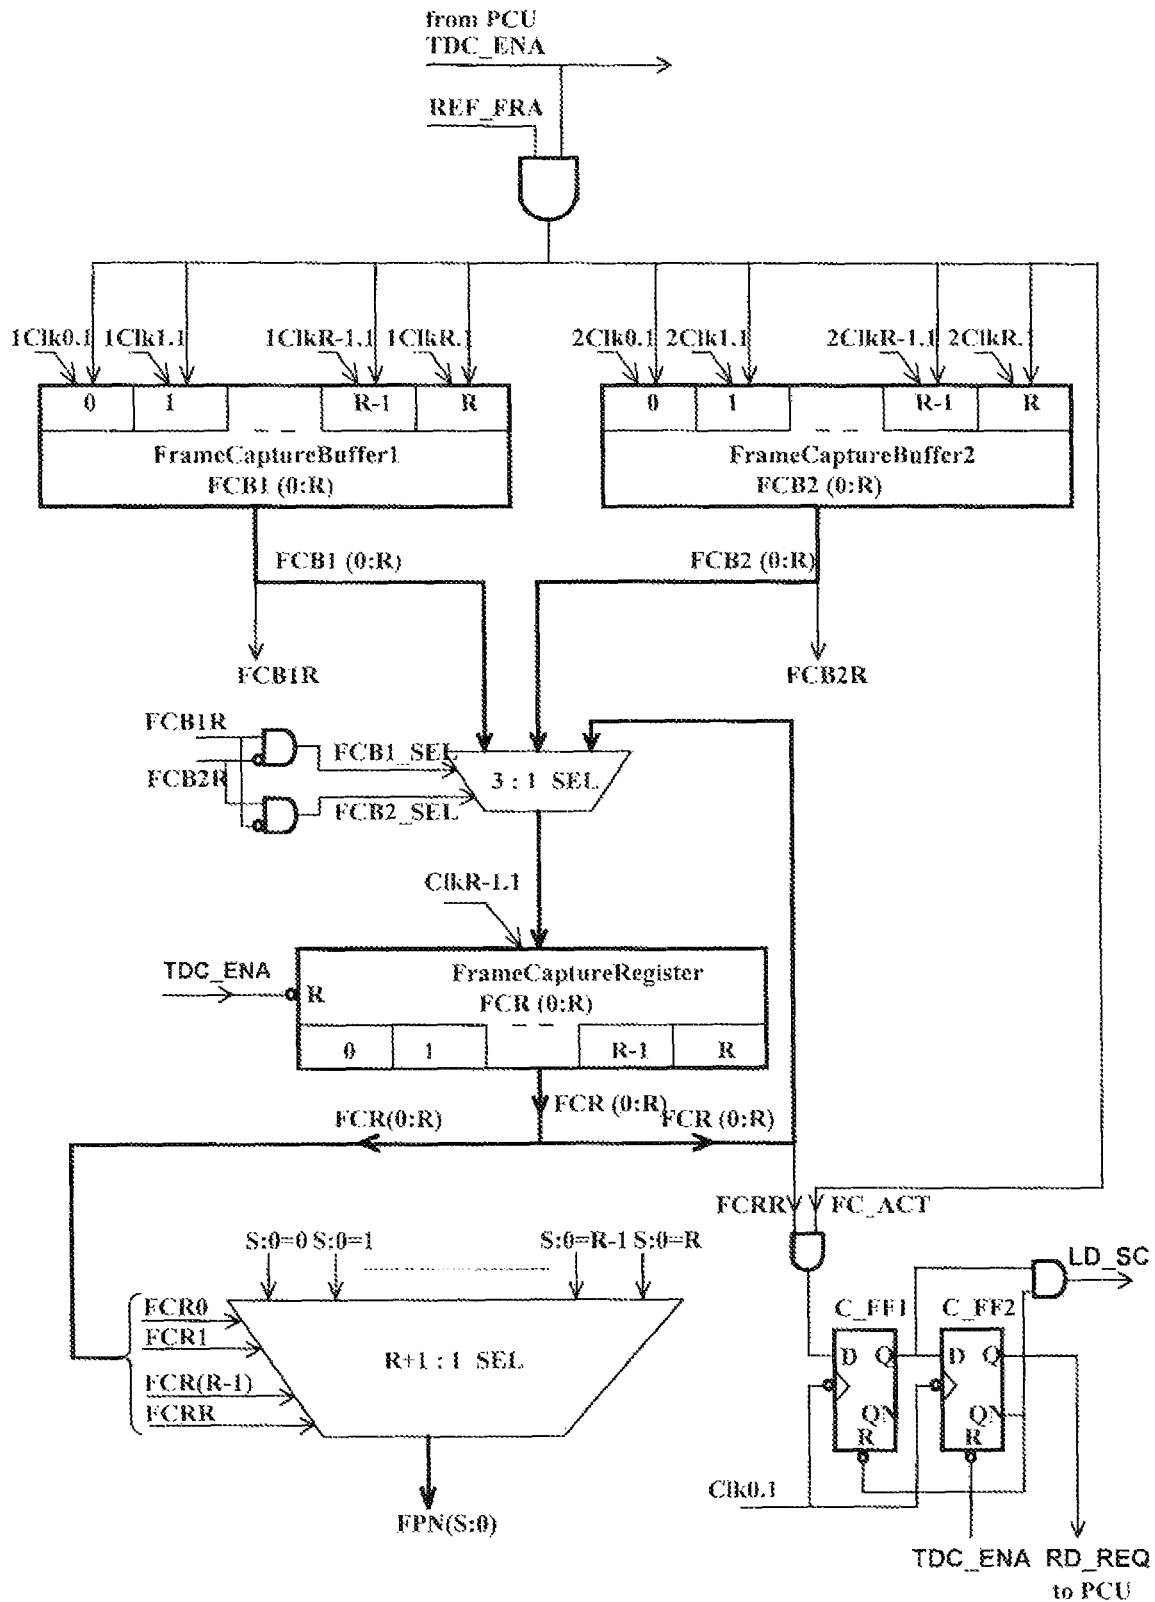 from PCU
TDC_ENA
REF_FRA
1Clk0.1 1Clk1.1 1ClkR-1.1 1ClkR.1 2Clk0.1 2Clk1.1 2ClkR-1.1 2ClkR.1
0 1 R-1 R 0 1 R-1 R
FrameCaptureBuffer1 FrameCaptureBuffer2
FCB1 (0:R) FCB2 (0:R)
FCB1 (0:R) FCB2 (0:R)
FCB1R FCB2R
FCB1R
FCB1_SEL
FCB2R
3 : 1 SEL
FCB2_SEL
ClkR-1.1
TDC_ENA
R
FrameCaptureRegister
FCR (0:R)
0 1 R-1 R
FCR (0:R)
FCR(0:R) FCR (0:R)
FCRR FC_ACT
S:0=0 S:0=1 S:0=R-1 S:0=R
LD_SC
FCR0
FCR1
FCR(R-1)
FCRR
R+1 : 1 SEL
C_FF1 C_FF2
D Q D Q
QN QN
R R
Clk0.1
FPN(S:0)
TDC_ENA RD_REQ
to PCU